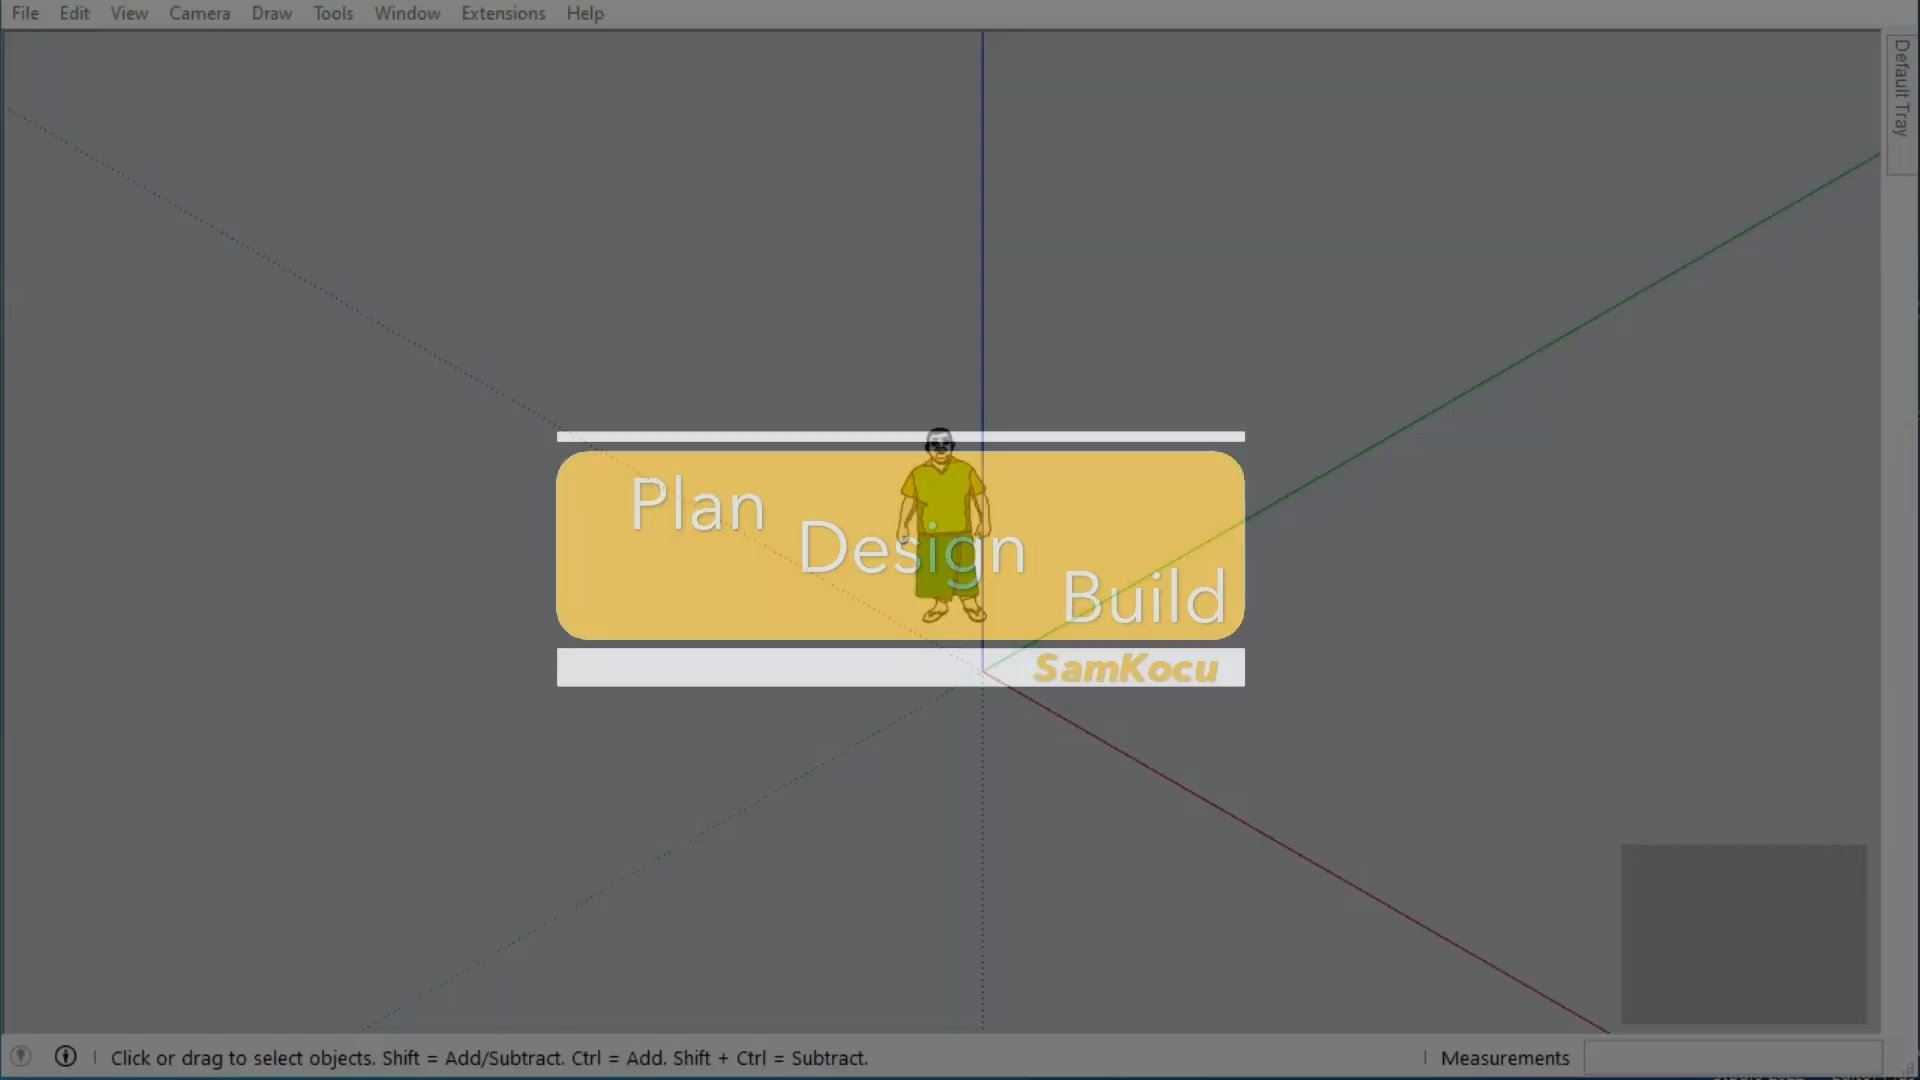 File Edit View Camera Draw Tools Window Extensions Help
Default Tray
Plan
Design
Build
SamKocu
Click or drag to select objects. Shift = Add/Subtract. Ctrl = Add. Shift + Ctrl = Subtract.
Measurements